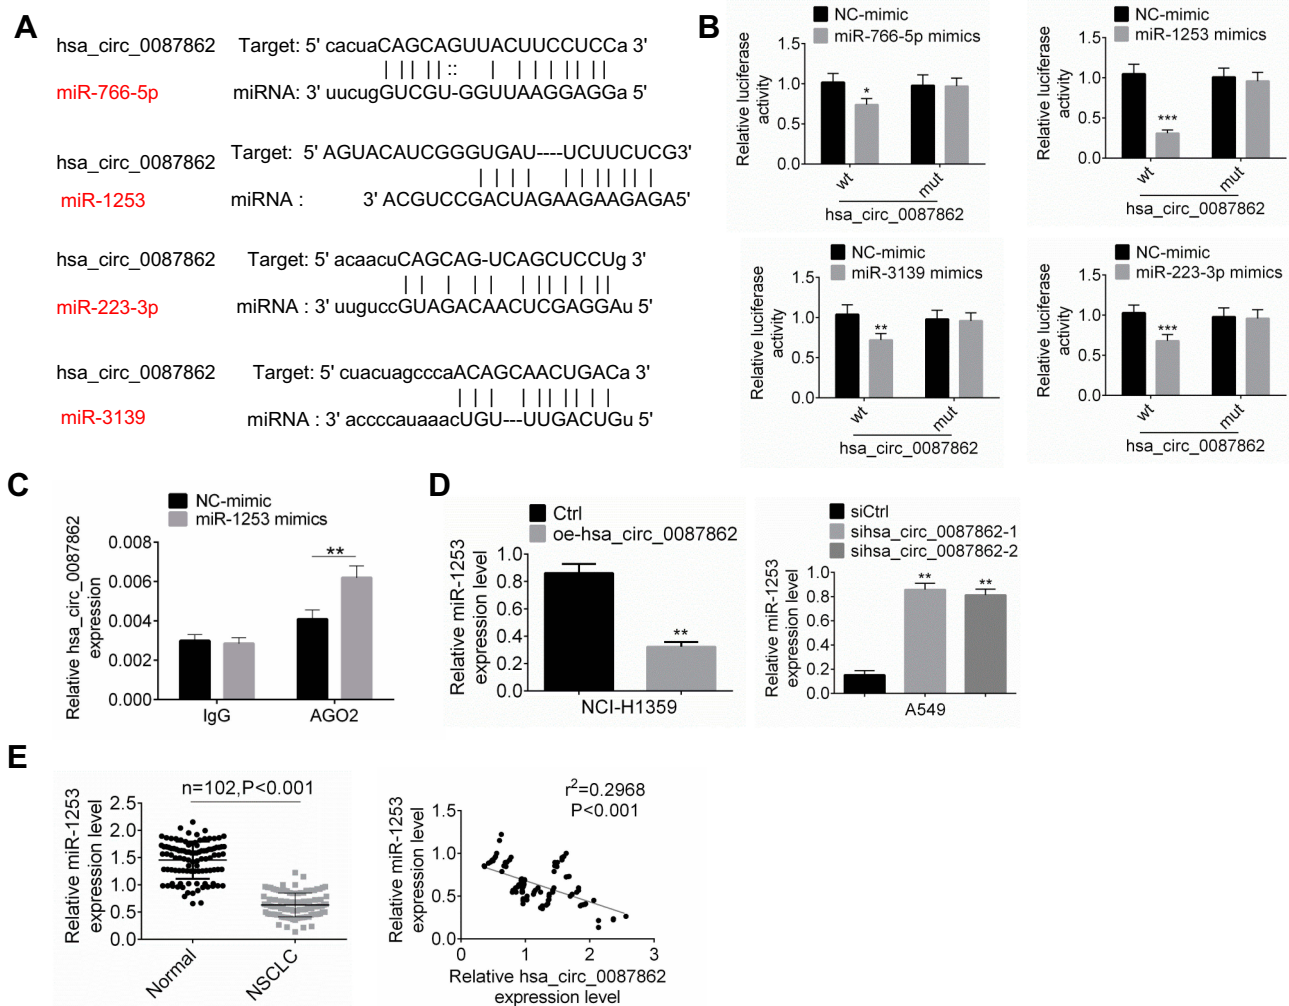 A
hsa_circ_0087862 Target: 5' cacuaCAGCAGUUACUUCCUCCa 3'
miR-766-5p miRNA: 3' uucugGUCGU-GGUUAAGGAGGa 5'
hsa_circ_0087862 Target: 5' AGUACAUCGGGUGAU----UCUUCUCG3'
miR-1253 miRNA : 3' ACGUCCGACUAGAAGAAGAGA5'
hsa_circ_0087862 Target: 5' acaacuCAGCAG-UCAGCUCCUg 3'
miR-223-3p miRNA : 3' uuguccGUAGACAACUCGAGGAu 5'
hsa_circ_0087862 Target: 5' cuacuagcccaACAGCAACUGACa 3'
miR-3139 miRNA : 3' accccauaaacUGU---UUGACUGu 5'
B
NC-mimic
miR-766-5p mimics
Relative luciferase
activity
1.5
1.0
0.5
0.0
*
wt
mut
hsa_circ_0087862
NC-mimic
miR-1253 mimics
Relative luciferase
activity
1.5
1.0
0.5
0.0
***
wt
mut
hsa_circ_0087862
NC-mimic
miR-3139 mimics
Relative luciferase
activity
1.5
1.0
0.5
0.0
**
wt
mut
hsa_circ_0087862
NC-mimic
miR-223-3p mimics
Relative luciferase
activity
1.5
1.0
0.5
0.0
***
wt
mut
hsa_circ_0087862
C
NC-mimic
miR-1253 mimics
Relative hsa_circ_0087862
expression
0.008
0.006
0.004
0.002
0.000
**
IgG
AGO2
D
Ctrl
oe-hsa_circ_0087862
Relative miR-1253
expression level
1.0
0.8
0.6
0.4
0.2
0.0
**
NCI-H1359
siCtrl
sihsa_circ_0087862-1
sihsa_circ_0087862-2
Relative miR-1253
expression level
1.0
0.8
0.6
0.4
0.2
0.0
**
**
A549
E
n=102,P<0.001
Relative miR-1253
expression level
2.5
2.0
1.5
1.0
0.5
0.0
Normal
NSCLC
r2=0.2968
P<0.001
Relative miR-1253
expression level
1.5
1.0
0.5
0.0
0 1 2 3
Relative hsa_circ_0087862
expression level